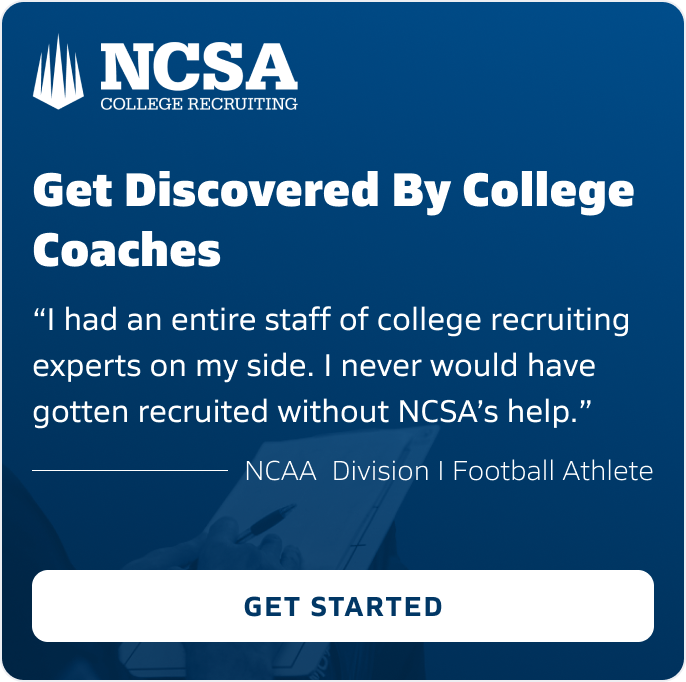 NCSA
COLLEGE RECRUITING
Get Discovered By College
Coaches
“I had an entire staff of college recruiting
experts on my side. I never would have
gotten recruited without NCSA’s help.”
NCAA Division I Football Athlete
GET STARTED